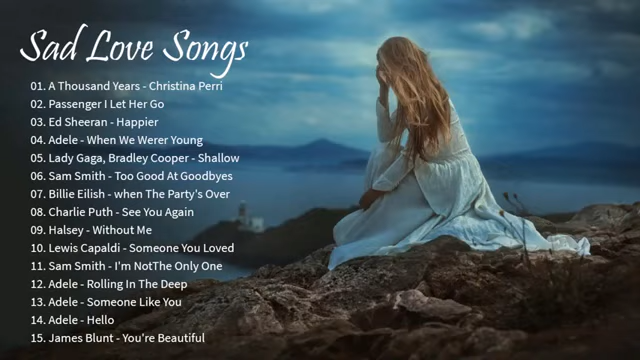 Sad Love Songs
01. A Thousand Years - Christina Perri
02. Passenger I Let Her Go
03. Ed Sheeran - Happier
04. Adele - When We Werer Young
05. Lady Gaga, Bradley Cooper - Shallow
06. Sam Smith - Too Good At Goodbyes
07. Billie Eilish - when The Party's Over
08. Charlie Puth - See You Again
09. Halsey - Without Me
10. Lewis Capaldi - Someone You Loved
11. Sam Smith - I'm NotThe Only One
12. Adele - Rolling In The Deep
13. Adele - Someone Like You
14. Adele - Hello
15. James Blunt - You're Beautiful